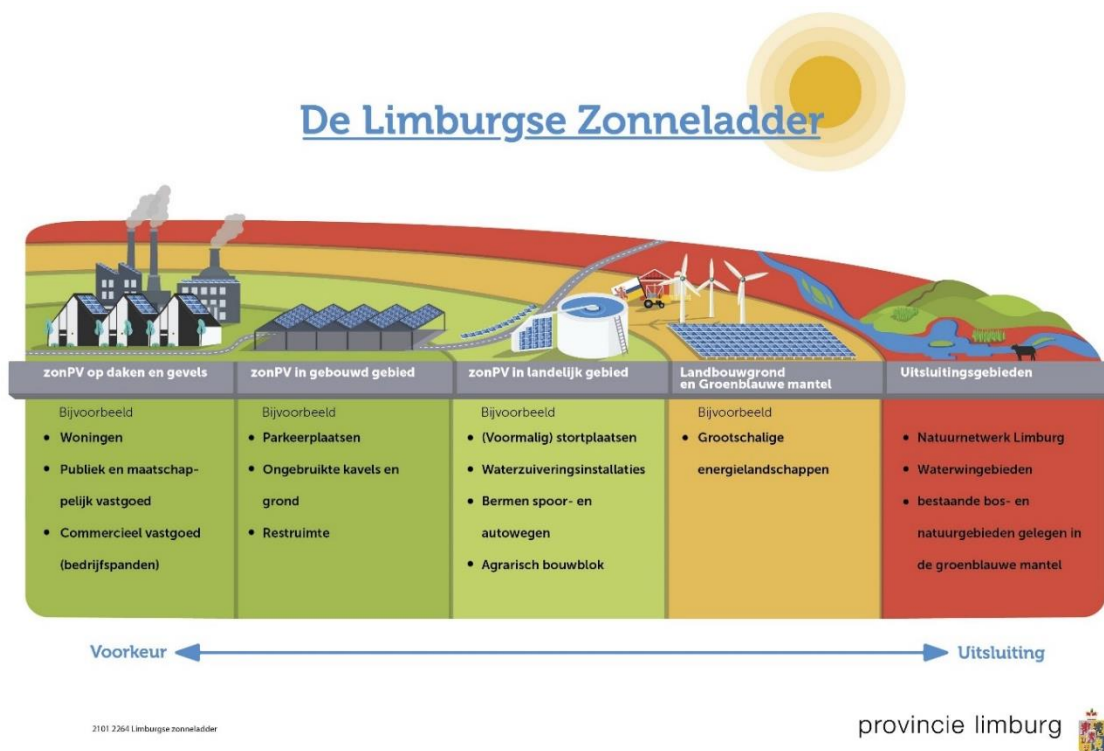 De Limburgse Zonneladder
zonPV op daken en gevels
Bijvoorbeeld
• Woningen
• Publiek en maatschap-
pelijk vastgoed
• Commercieel vastgoed
(bedrijfspanden)
zonPV in gebouwd gebied
Bijvoorbeeld
• Parkeerplaatsen
• Ongebruikte kavels en
grond
• Restruimte
zonPV in landelijk gebied
Bijvoorbeeld
• (Voormalig) stortplaatsen
• Waterzuiveringsinstallaties
• Bermen spoor- en
autowegen
• Agrarisch bouwblok
Landbouwgrond
en Groenblauwe mantel
Bijvoorbeeld
• Grootschalige
energielandschappen
Uitsluitingsgebieden
• Natuurnetwerk Limburg
• Waterwingebieden
• bestaande bos- en
natuurgebieden gelegen in
de groenblauwe mantel
Voorkeur
Uitsluiting
2101 2264 Limburgse zonneladder
provincie limburg